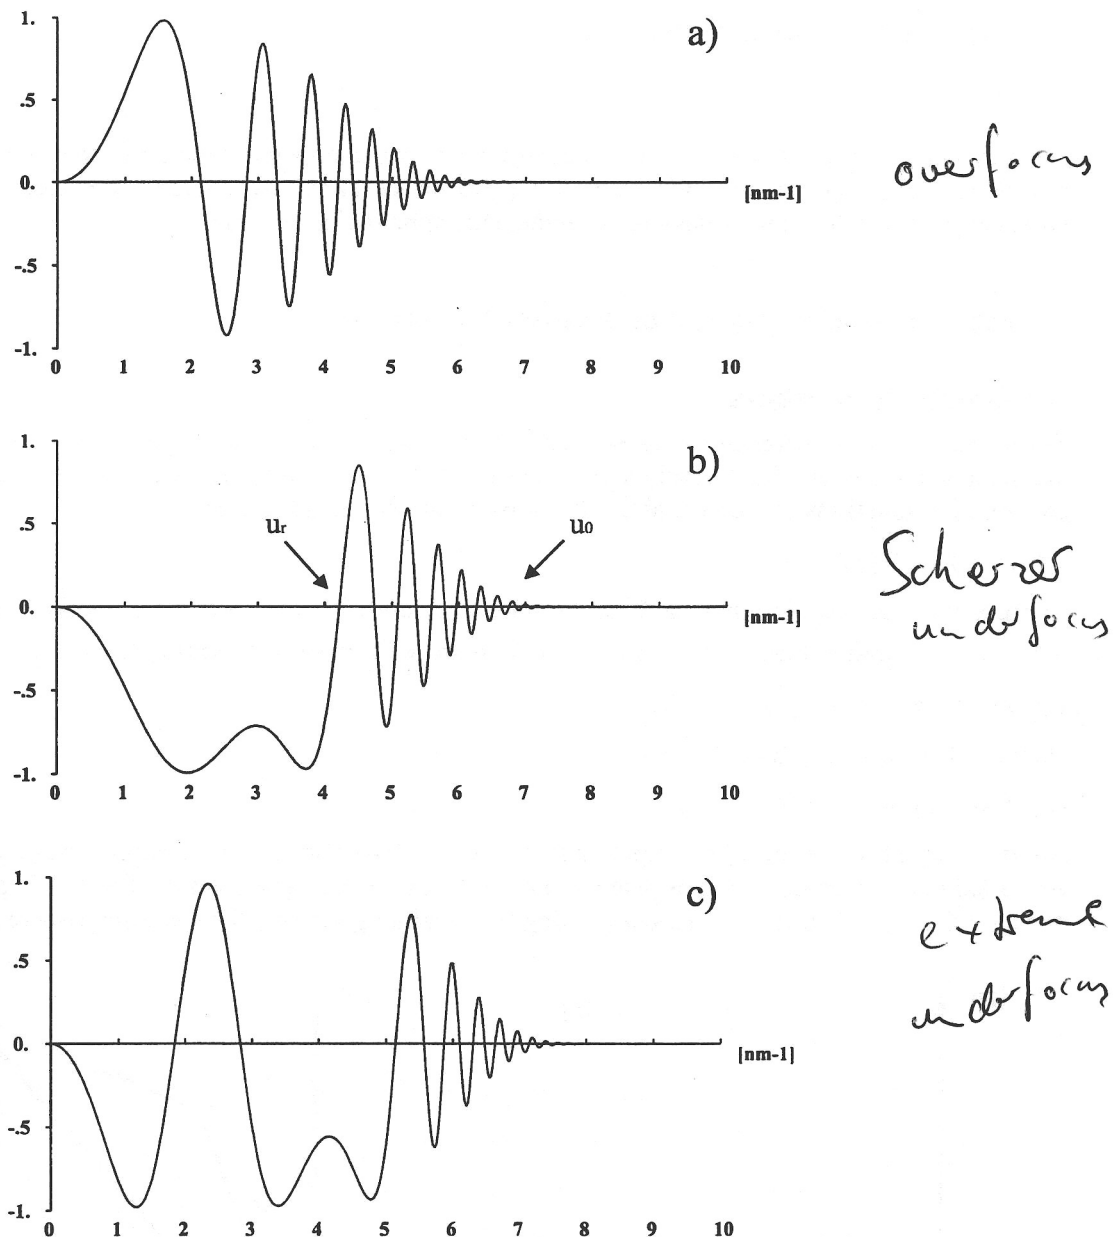 1.
a)
.5
0.
[nm-1]
overfocus
-.5
-1.
0 1 2 3 4 5 6 7 8 9 10
1.
b)
.5
ur
u0
0.
[nm-1]
Scherzer
underfocus
-.5
-1.
0 1 2 3 4 5 6 7 8 9 10
1.
c)
.5
extreme
underfocus
0.
[nm-1]
-.5
-1.
0 1 2 3 4 5 6 7 8 9 10